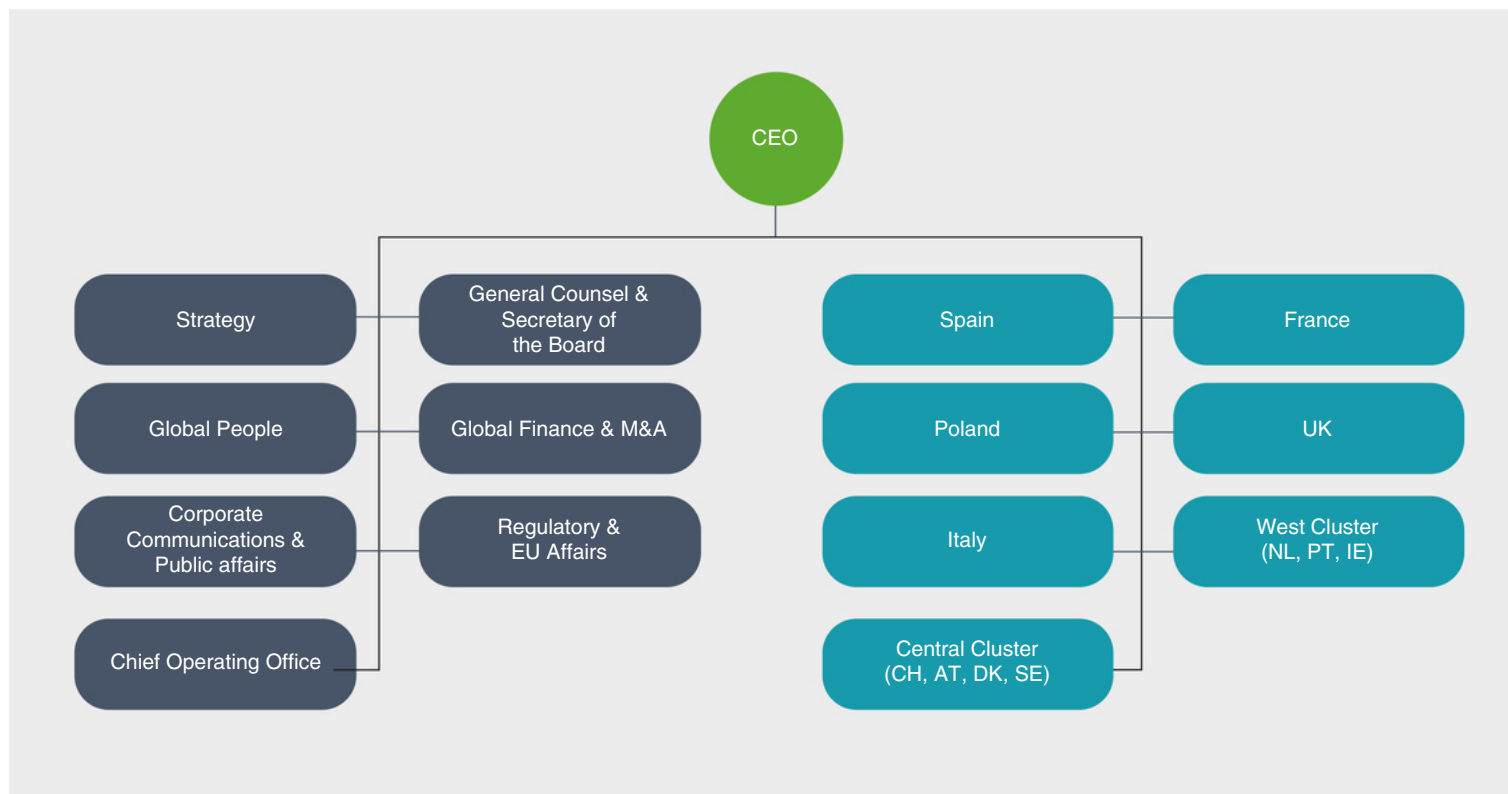 CEO
Strategy
General Counsel &
Secretary of
the Board
Spain
France
Global People
Global Finance & M&A
Poland
UK
Corporate
Communications &
Public affairs
Regulatory &
EU Affairs
Italy
West Cluster
(NL, PT, IE)
Chief Operating Office
Central Cluster
(CH, AT, DK, SE)